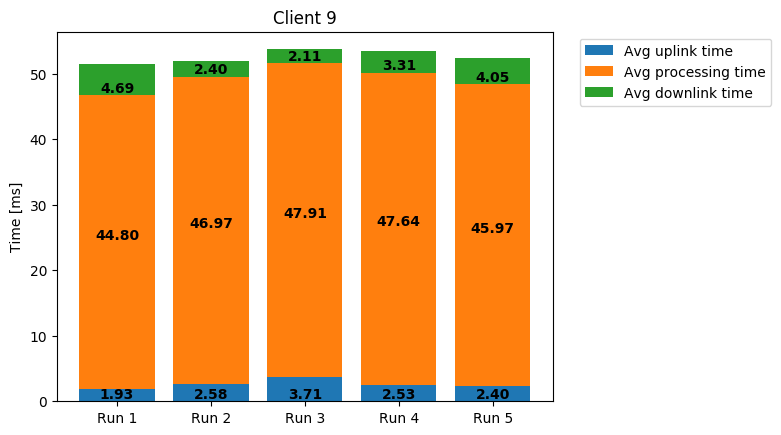 Client 9
Avg uplink time
Avg processing time
Avg downlink time
Time [ms]
50
40
30
20
10
0
4.69
2.40
2.11
3.31
4.05
44.80
46.97
47.91
47.64
45.97
1.93
2.58
3.71
2.53
2.40
Run 1
Run 2
Run 3
Run 4
Run 5